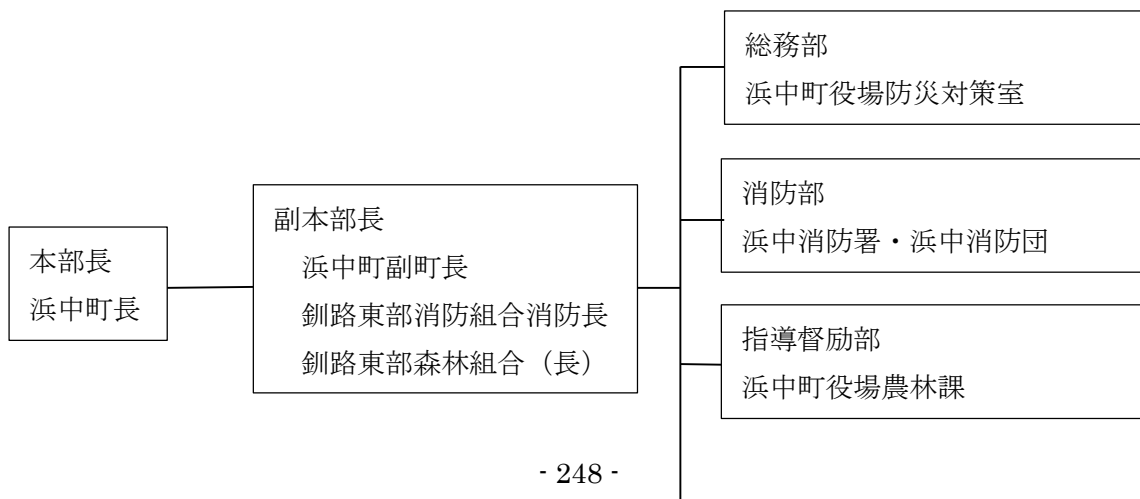 本部長
浜中町長
副本部長
浜中町副町長
釧路東部消防組合消防長
釧路東部森林組合（長）
総務部
浜中町役場防災対策室
消防部
浜中消防署・浜中消防団
指導督励部
浜中町役場農林課
- 248 -